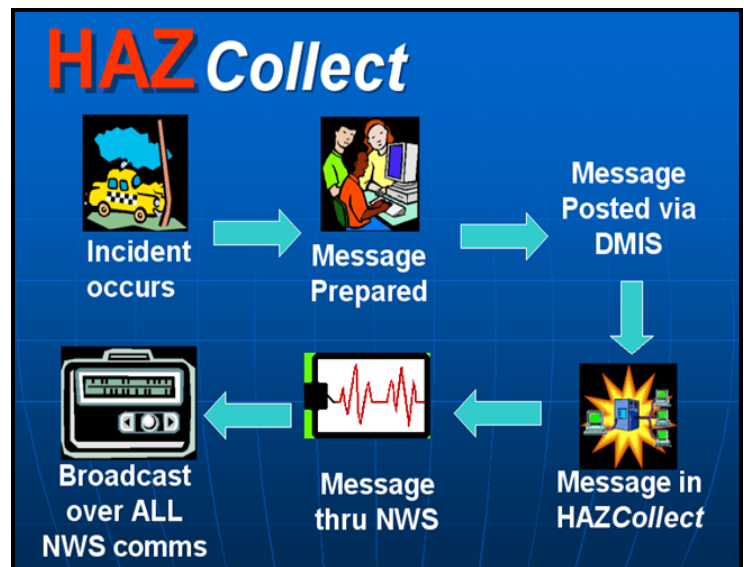 HAZ Collect
Incident
occurs
Message
Prepared
Message
Posted via
DMIS
Message in
HAZCollect
Message
thru NWS
Broadcast
over ALL
NWS comms